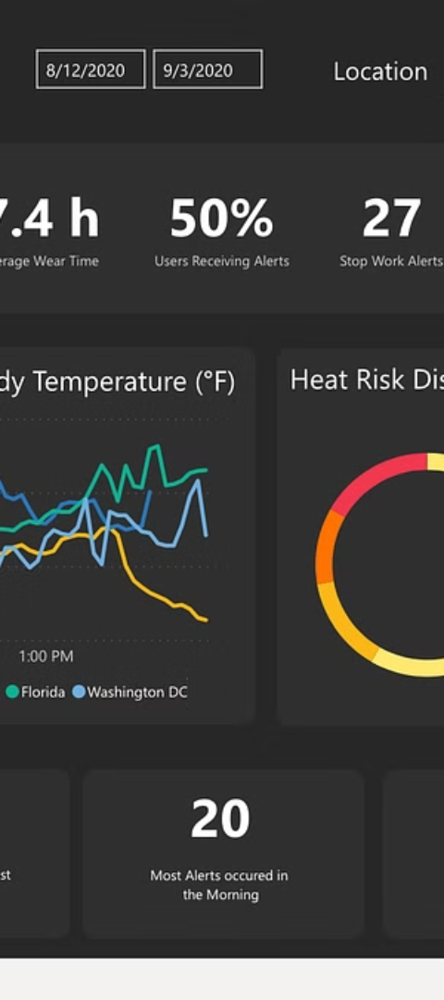 8/12/2020 9/3/2020 Location
7.4 h 50% 27
erage Wear Time Users Receiving Alerts Stop Work Alerts
dy Temperature (°F) Heat Risk Dis
1:00 PM
Florida Washington DC
20
st Most Alerts occured in
the Morning